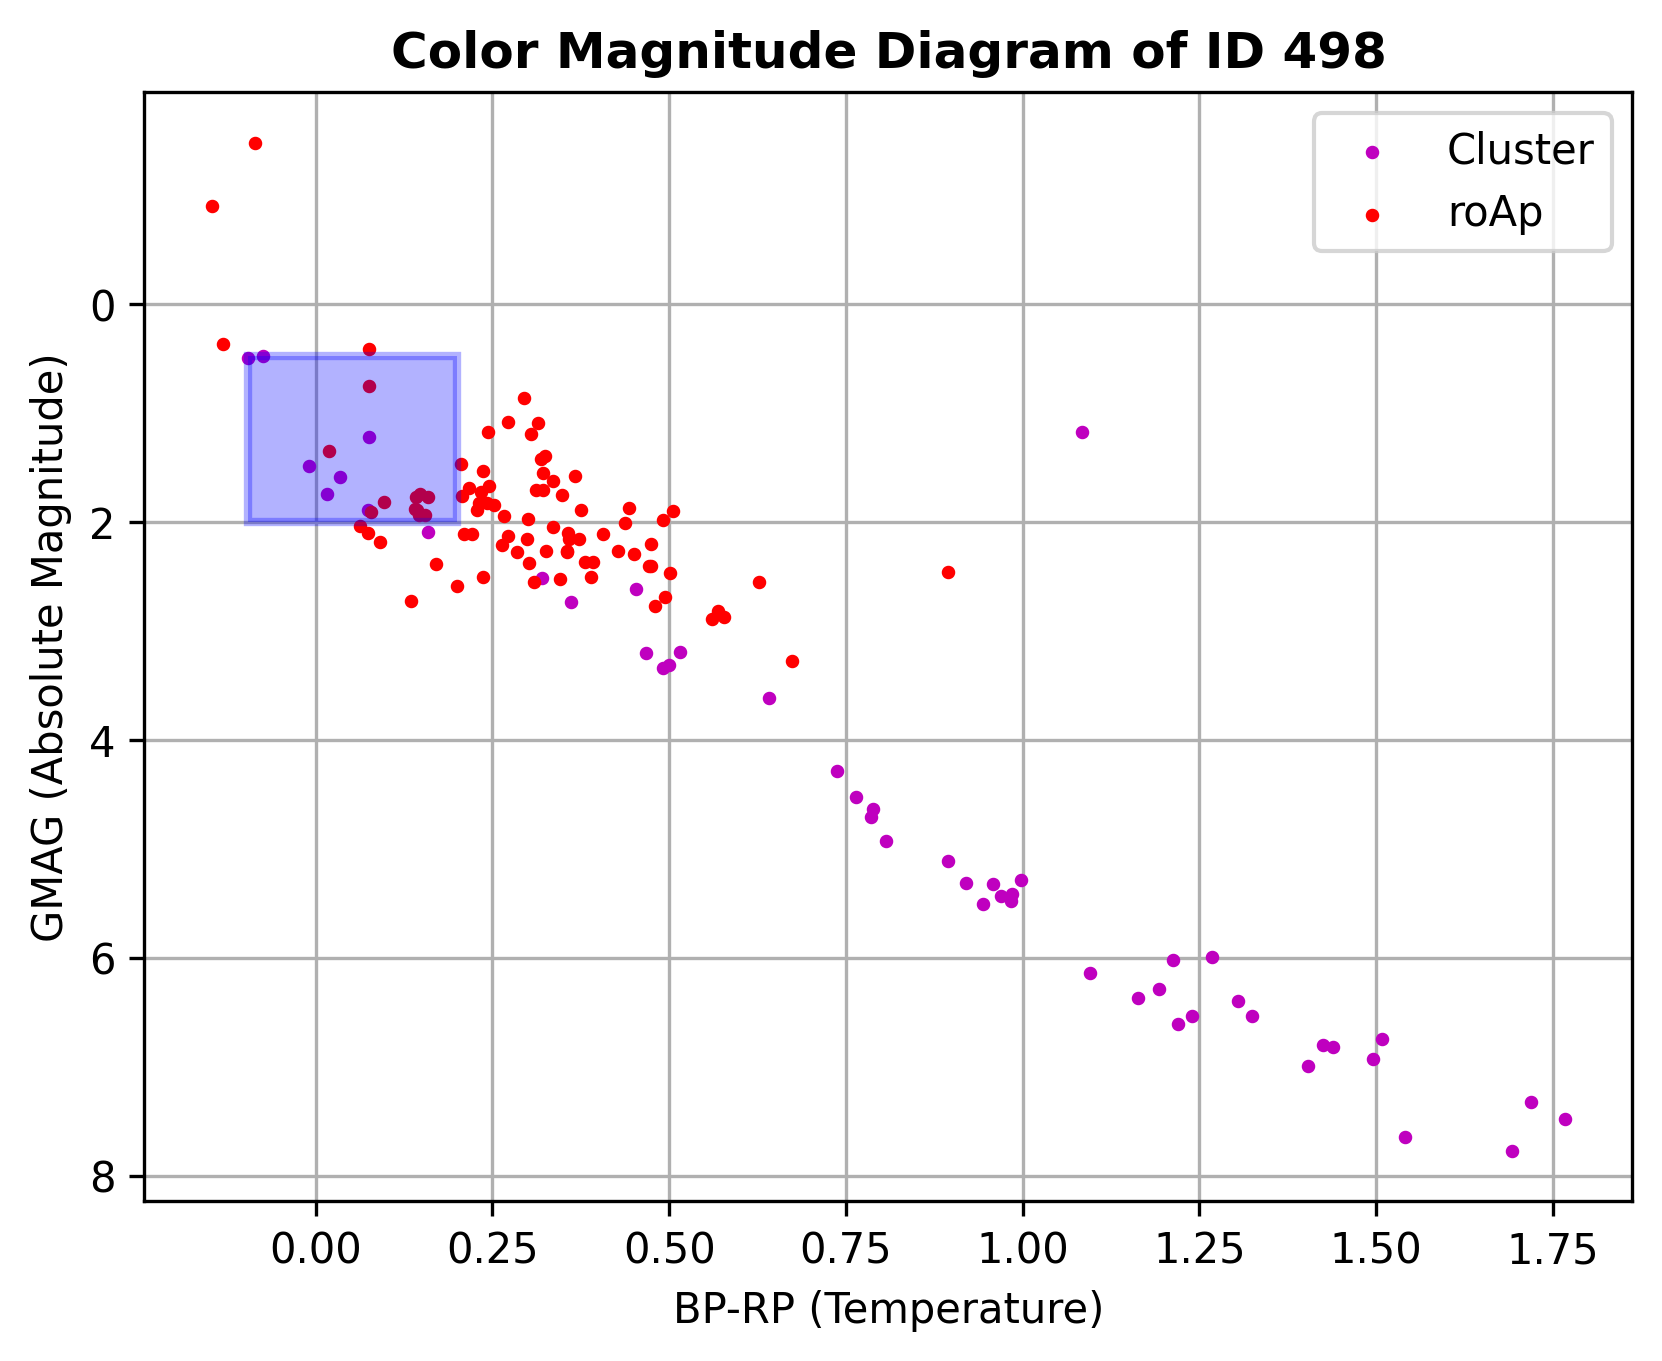 Color Magnitude Diagram of ID 498
Cluster
roAp
GMAG (Absolute Magnitude)
0
2
4
6
8
0.00 0.25 0.50 0.75 1.00 1.25 1.50 1.75
BP-RP (Temperature)